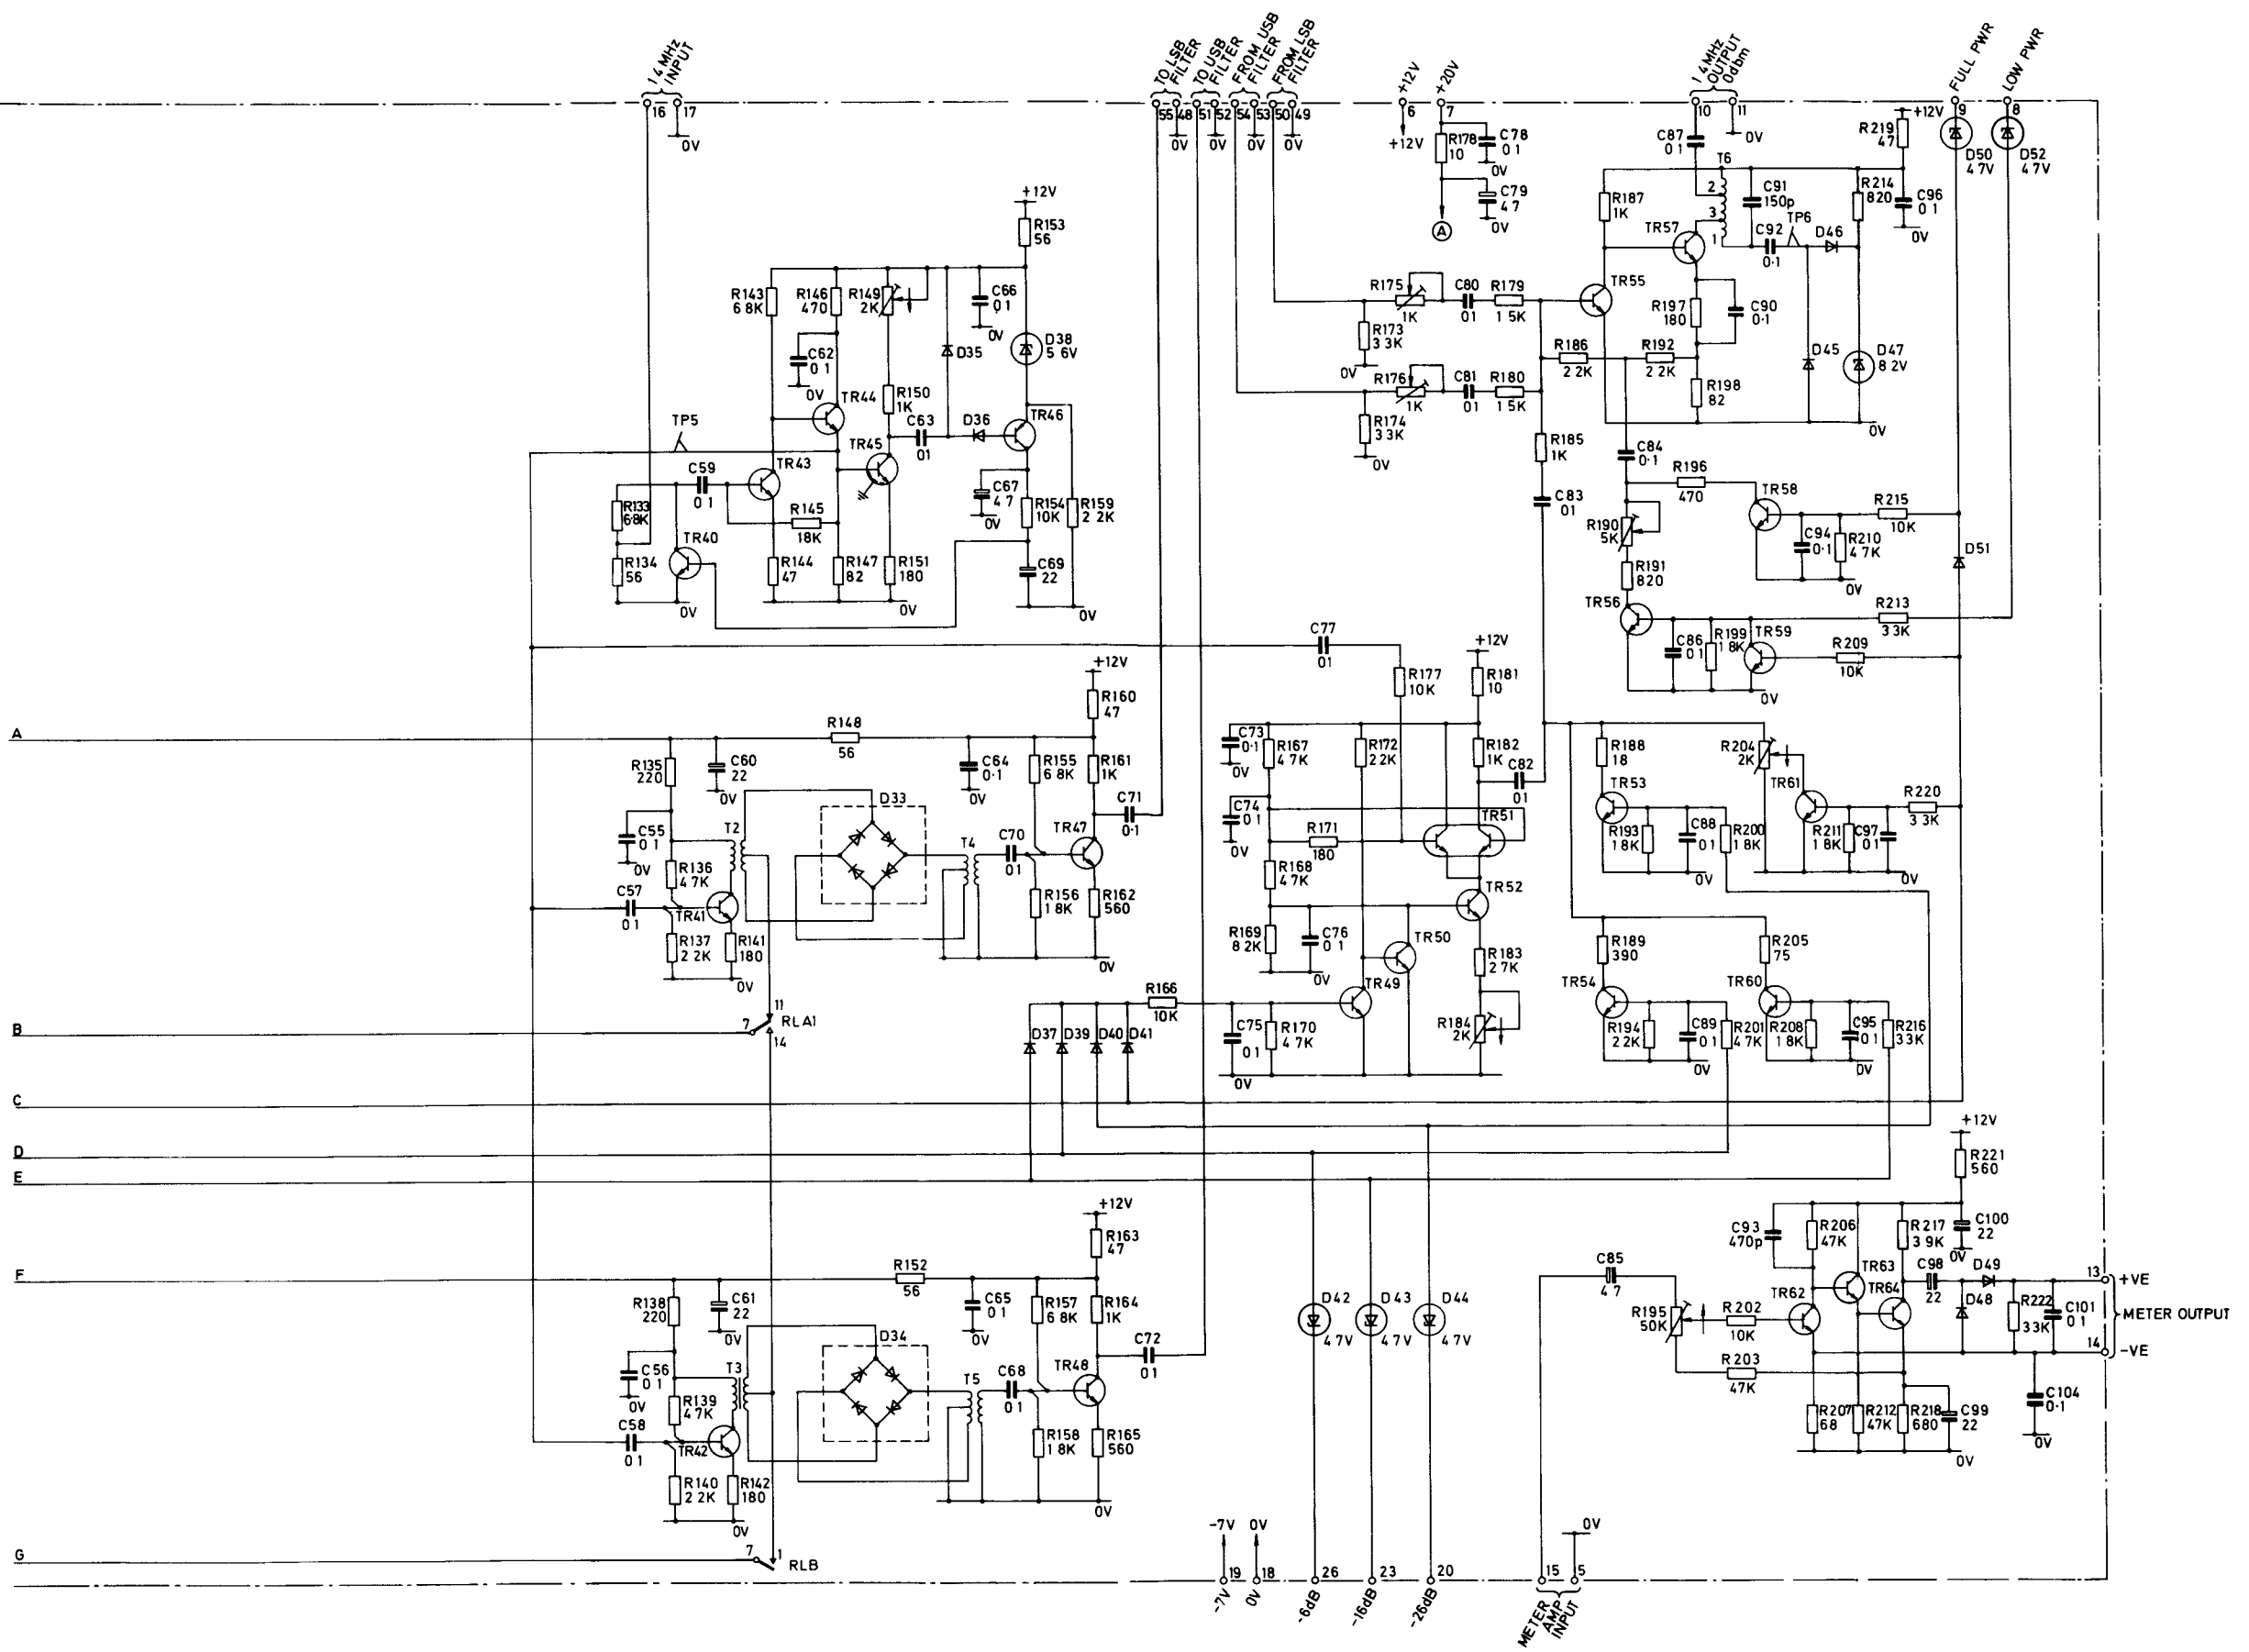 1 4 MHz
INPUT
16 17
0V
TO LSB
FILTER
TO USB
FILTER
FROM USB
FILTER
FROM LSB
FILTER
55 48 51 52 54 53 50 49
0V 0V 0V 0V
+12V
6
+12V
+20V
7
R178
10
C78
0 1
0V
C79
4 7
0V
A
1 4MHz
OUTPUT
0dbm
10 11
0V
C87
0 1
FULL PWR
9
LOW PWR
8
+12V
R219
47
D50
4 7V
D52
4 7V
T6
2
3
1
R187
1K
C91
150p
TP6
R214
820
C96
0 1
0V
TR57
C92
0·1
D46
+12V
R153
56
R143
6 8K
R146
470
R149
2K
C66
0,1
0V
D38
5 6V
D35
C62
0 1
0V
R150
1K
TR44
C63
01
D36
TR46
TR45
TP5
C59
0 1
TR43
R133
6·8K
R145
18K
C67
4 7
0V
R154
10K
R159
2 2K
TR40
R134
56
R144
47
R147
82
R151
180
C69
22
0V
0V
0V
R175
1K
C80
01
R179
1 5K
TR55
R197
180
C90
0·1
R173
3 3K
0V
R186
2 2K
R192
2 2K
D45
D47
8 2V
R176
1K
C81
01
R180
1 5K
R198
82
0V
R174
3 3K
0V
R185
1K
C84
0·1
R196
470
TR58
R215
10K
C83
01
R190
5K
C94
0·1
R210
4 7K
D51
0V
R191
820
TR56
R213
3 3K
C86
01
R199
1 8K
TR59
R209
10K
0V
C77
01
+12V
R181
10
R177
10K
+12V
R160
47
A
R148
56
R135
220
C60
22
0V
C64
0·1
0V
R155
6 8K
R161
1K
C71
0·1
D33
C55
0 1
0V
T2
T4
C70
01
TR47
R136
4 7K
C57
0 1
TR41
R137
2 2K
R141
180
0V
R156
1 8K
R162
560
0V
C73
0·1
0V
R167
4 7K
R172
2 2K
R182
1K
C82
01
C74
0 1
0V
R171
180
TR51
R168
4 7K
TR52
R169
8 2K
C76
0 1
0V
TR50
R183
2 7K
TR49
R166
10K
C75
0 1
R170
4 7K
R184
2K
0V
D37 D39 D40 D41
R188
18
R204
2K
TR53
TR61
R220
3 3K
R193
1 8K
C88
01
R200
1 8K
R211
1 8K
C97
01
0V
0V
R189
390
R205
75
TR54
TR60
R194
2 2K
C89
01
R201
4 7K
R208
1 8K
C95
0 1
R216
33K
0V
0V
B
7
11
RLA1
14
C
D
E
+12V
R221
560
+12V
R163
47
F
R152
56
R138
220
C61
22
0V
C65
0 1
0V
R157
6 8K
R164
1K
C72
01
D34
C56
0 1
0V
T3
T5
C68
0·1
TR48
R139
4 7K
C58
0 1
TR42
R140
2 2K
R142
180
0V
R158
1 8K
R165
560
0V
D42
4 7V
D43
4 7V
D44
4 7V
C93
470p
R206
47K
R217
3 9K
C100
22
0V
C85
4 7
TR63
C98
22
D49
13
+VE
R195
50K
R202
10K
TR62
TR64
D48
R222
33K
C101
0 1
METER OUTPUT
14
-VE
R203
47K
R207
68
R212
47K
R218
680
C99
22
0V
C104
0·1
0V
G
7
1
RLB
-7V
19
-7V
0V
18
0V
26
-6dB
23
-16dB
20
-26dB
0V
15 5
METER
AMP
INPUT